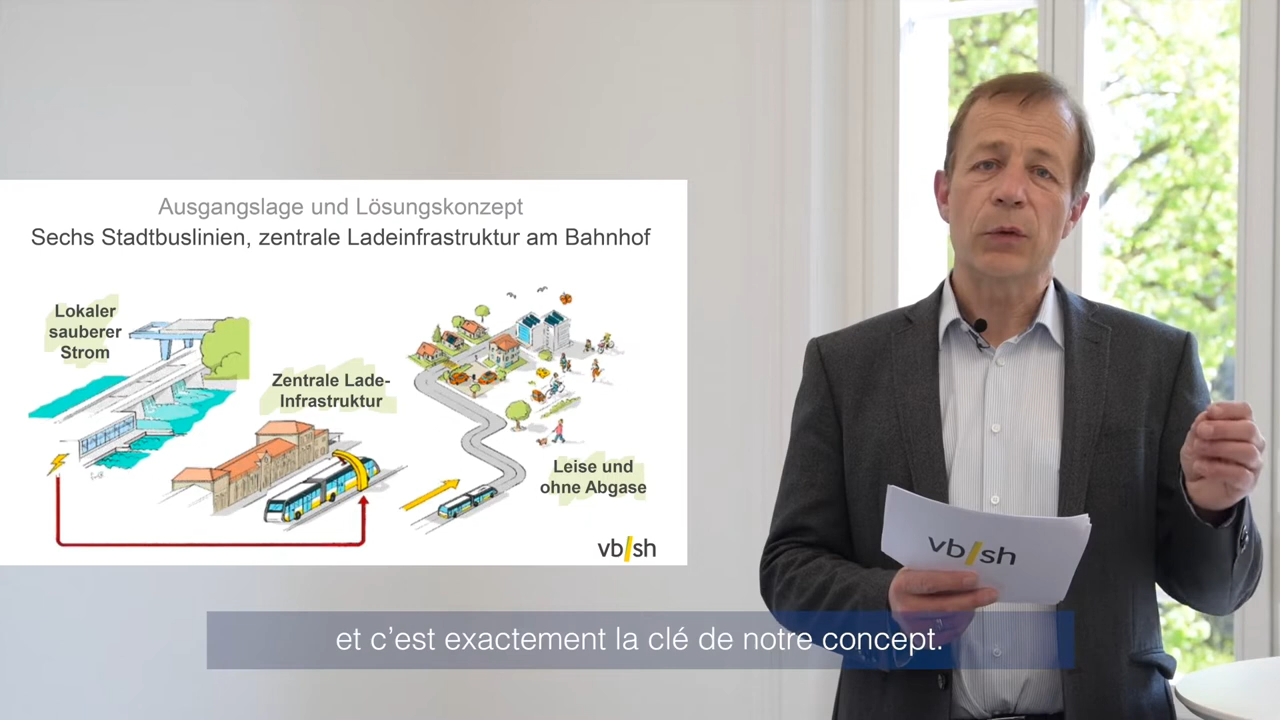 Ausgangslage und Lösungskonzept
Sechs Stadtbuslinien, zentrale Ladeinfrastruktur am Bahnhof
Lokaler
sauberer
Strom
Zentrale Lade-
Infrastruktur
Leise und
ohne Abgase
vb/sh
vb/sh
et c'est exactement la clé de notre concept.